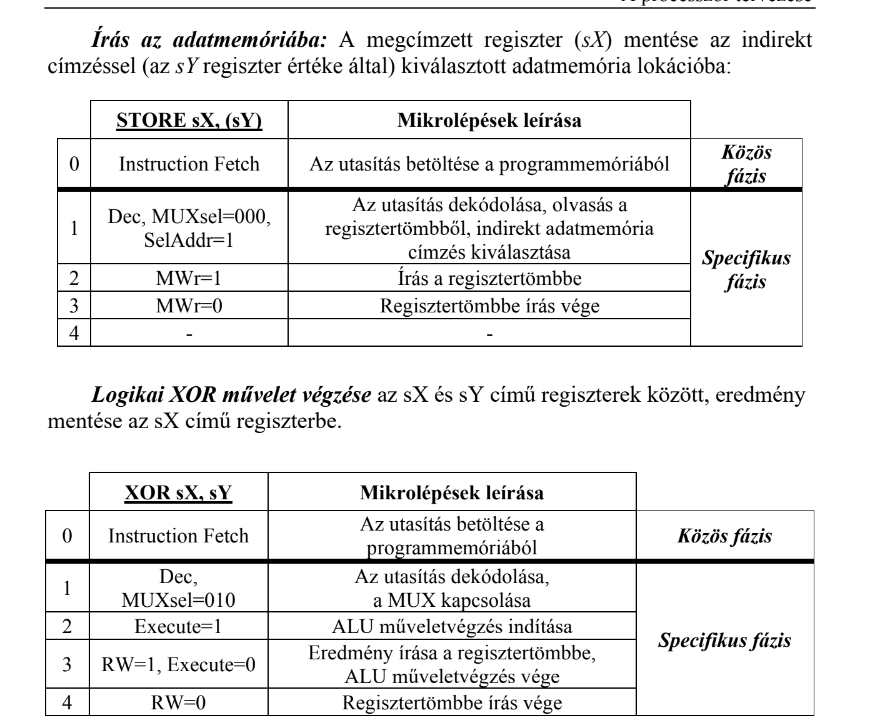 A processzor tervezése
Írás az adatmemóriába: A megcímzett regiszter (sX) mentése az indirekt
címzéssel (az sY regiszter értéke által) kiválasztott adatmemória lokációba:
STORE sX, (sY) Mikrolépések leírása
0 Instruction Fetch Az utasítás betöltése a programmemóriából Közös
fázis
1 Dec, MUXsel=000,
SelAddr=1
Az utasítás dekódolása, olvasás a
regisztertömbből, indirekt adatmemória
címzés kiválasztása
Specifikus
fázis
2 MWr=1 Írás a regisztertömbbe
3 MWr=0 Regisztertömbbe írás vége
4 - -
Logikai XOR művelet végzése az sX és sY című regiszterek között, eredmény
mentése az sX című regiszterbe.
XOR sX, sY Mikrolépések leírása
0 Instruction Fetch Az utasítás betöltése a
programmemóriából
Közös fázis
1 Dec,
MUXsel=010
Az utasítás dekódolása,
a MUX kapcsolása
Specifikus fázis
2 Execute=1 ALU műveletvégzés indítása
3 RW=1, Execute=0 Eredmény írása a regisztertömbbe,
ALU műveletvégzés vége
4 RW=0 Regisztertömbbe írás vége